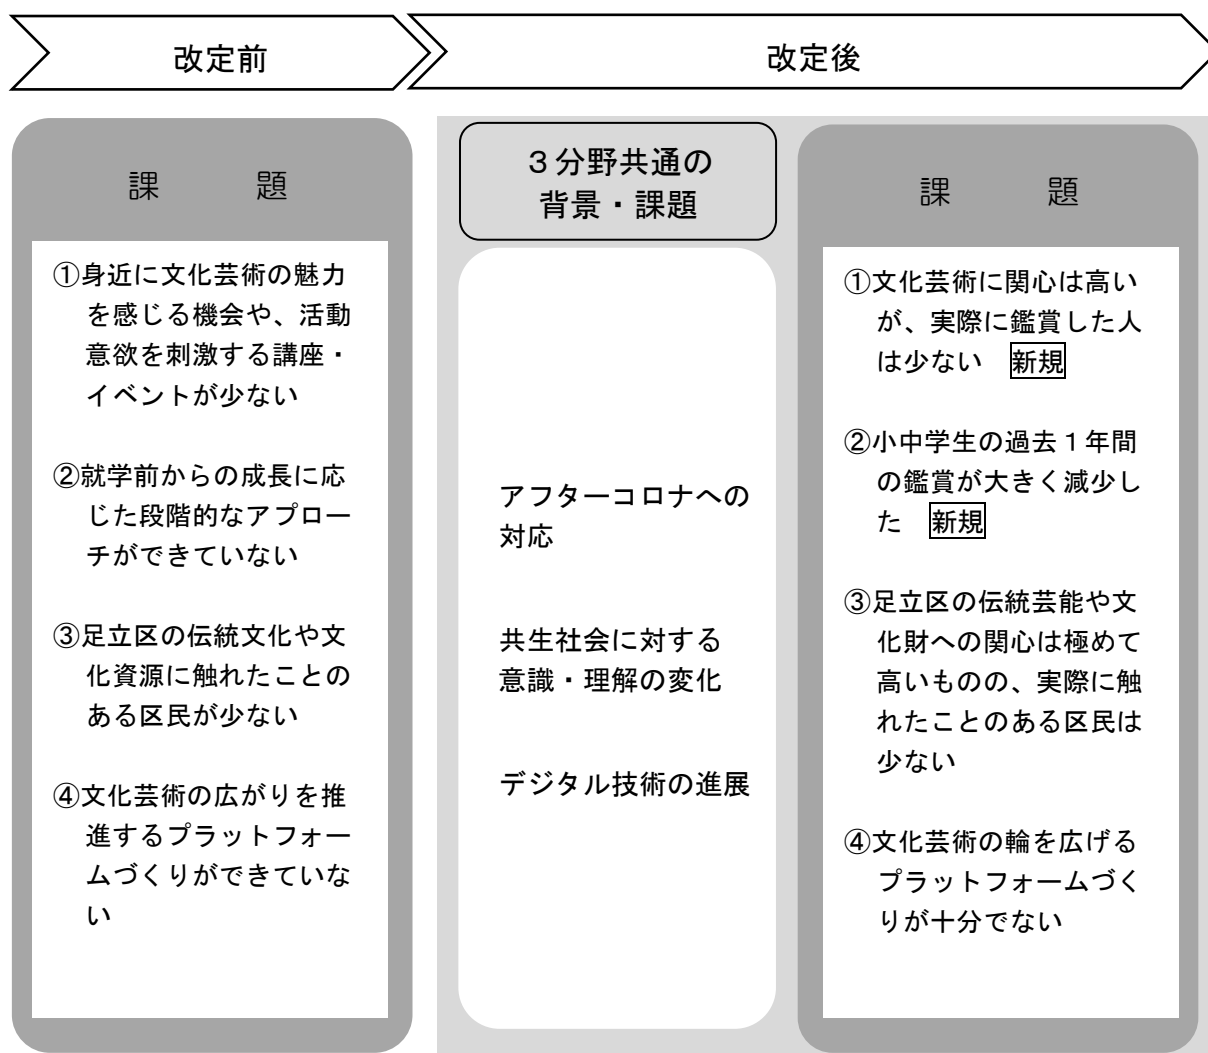 改定前
改定後
課　題
①身近に文化芸術の魅力
を感じる機会や、活動
意欲を刺激する講座・
イベントが少ない
②就学前からの成長に応
じた段階的なアプロー
チができていない
③足立区の伝統文化や文
化資源に触れたことの
ある区民が少ない
④文化芸術の広がりを推
進するプラットフォー
ムづくりができていな
い
３分野共通の
背景・課題
アフターコロナへの
対応
共生社会に対する
意識・理解の変化
デジタル技術の進展
課　題
①文化芸術に関心は高い
が、実際に鑑賞した人
は少ない　新規
②小中学生の過去１年間
の鑑賞が大きく減少し
た　新規
③足立区の伝統芸能や文
化財への関心は極めて
高いものの、実際に触
れたことのある区民は
少ない
④文化芸術の輪を広げる
プラットフォームづく
りが十分でない